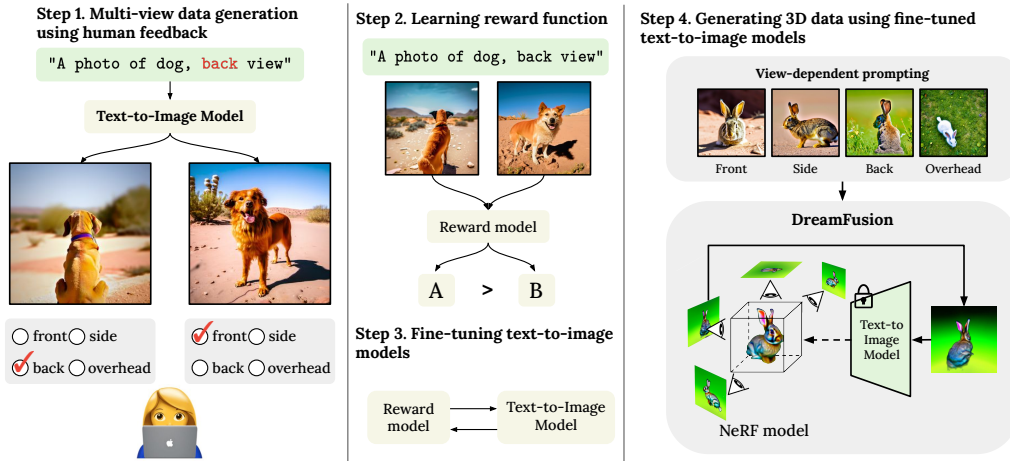 Step 1. Multi-view data generation
using human feedback
"A photo of dog, back view"
Text-to-Image Model
front side
back overhead
front side
back overhead
Step 2. Learning reward function
"A photo of dog, back view"
Reward model
A > B
Step 3. Fine-tuning text-to-image
models
Reward
model
Text-to-Image
Model
Step 4. Generating 3D data using fine-tuned
text-to-image models
View-dependent prompting
Front Side Back Overhead
DreamFusion
Text-to
Image
Model
NeRF model